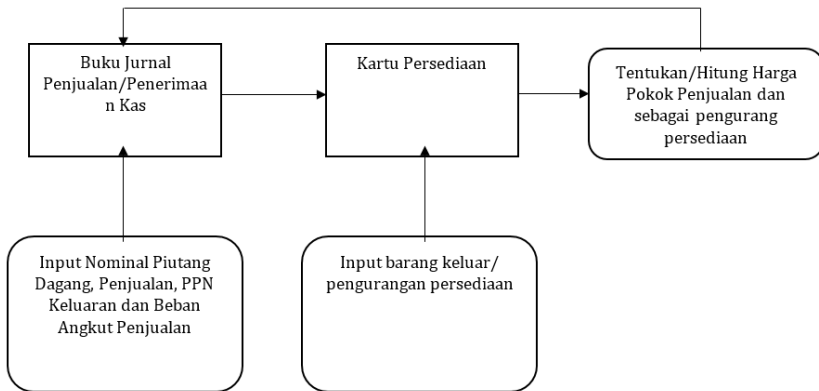 Buku Jurnal
Penjualan/Penerimaa
n Kas
Kartu Persediaan
Tentukan/Hitung Harga
Pokok Penjualan dan
sebagai pengurang
persediaan
Input Nominal Piutang
Dagang, Penjualan, PPN
Keluaran dan Beban
Angkut Penjualan
Input barang keluar/
pengurangan persediaan